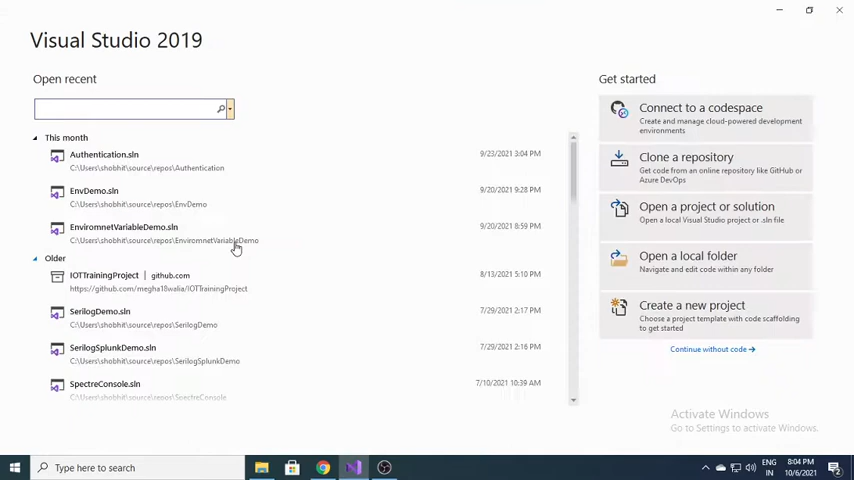 Visual Studio 2019
Open recent
This month
Authentication.sln
9/23/2021 3:04 PM
C:\Users\shobhit\source\repos\Authentication
EnvDemo.sln
9/20/2021 9:28 PM
C:\Users\shobhit\source\repos\EnvDemo
EnviromnetVariableDemo.sln
9/20/2021 8:59 PM
C:\Users\shobhit\source\repos\EnviromnetVariableDemo
Older
IOTTrainingProject | github.com
8/13/2021 5:10 PM
https://github.com/megha18walia/IOTTrainingProject
SerilogDemo.sln
7/29/2021 2:17 PM
C:\Users\shobhit\source\repos\SerilogDemo
SerilogSplunkDemo.sln
7/29/2021 2:16 PM
C:\Users\shobhit\source\repos\SerilogSplunkDemo
SpectreConsole.sln
7/10/2021 10:39 AM
C:\Users\shobhit\source\repos\SpectreConsole
Get started
Connect to a codespace
Create and manage cloud-powered development
environments
Clone a repository
Get code from an online repository like GitHub or
Azure DevOps
Open a project or solution
Open a local Visual Studio project or .sln file
Open a local folder
Navigate and edit code within any folder
Create a new project
Choose a project template with code scaffolding
to get started
Continue without code
Activate Windows
Go to Settings to activate Windows.
Type here to search
ENG
IN
8:04 PM
10/6/2021
2